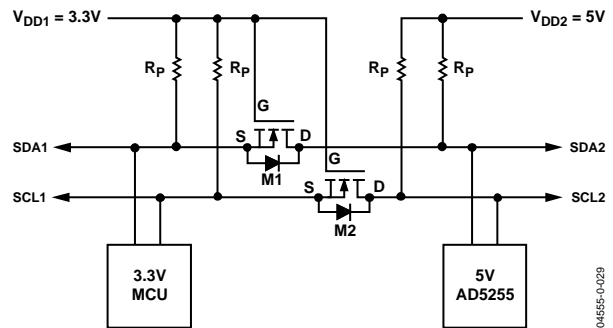 VDD1 = 3.3V
VDD2 = 5V
RP
RP
RP
RP
G
S
D
SDA1
SDA2
M1
G
S
D
SCL1
SCL2
M2
3.3V
MCU
5V
AD5255
04555-0-029